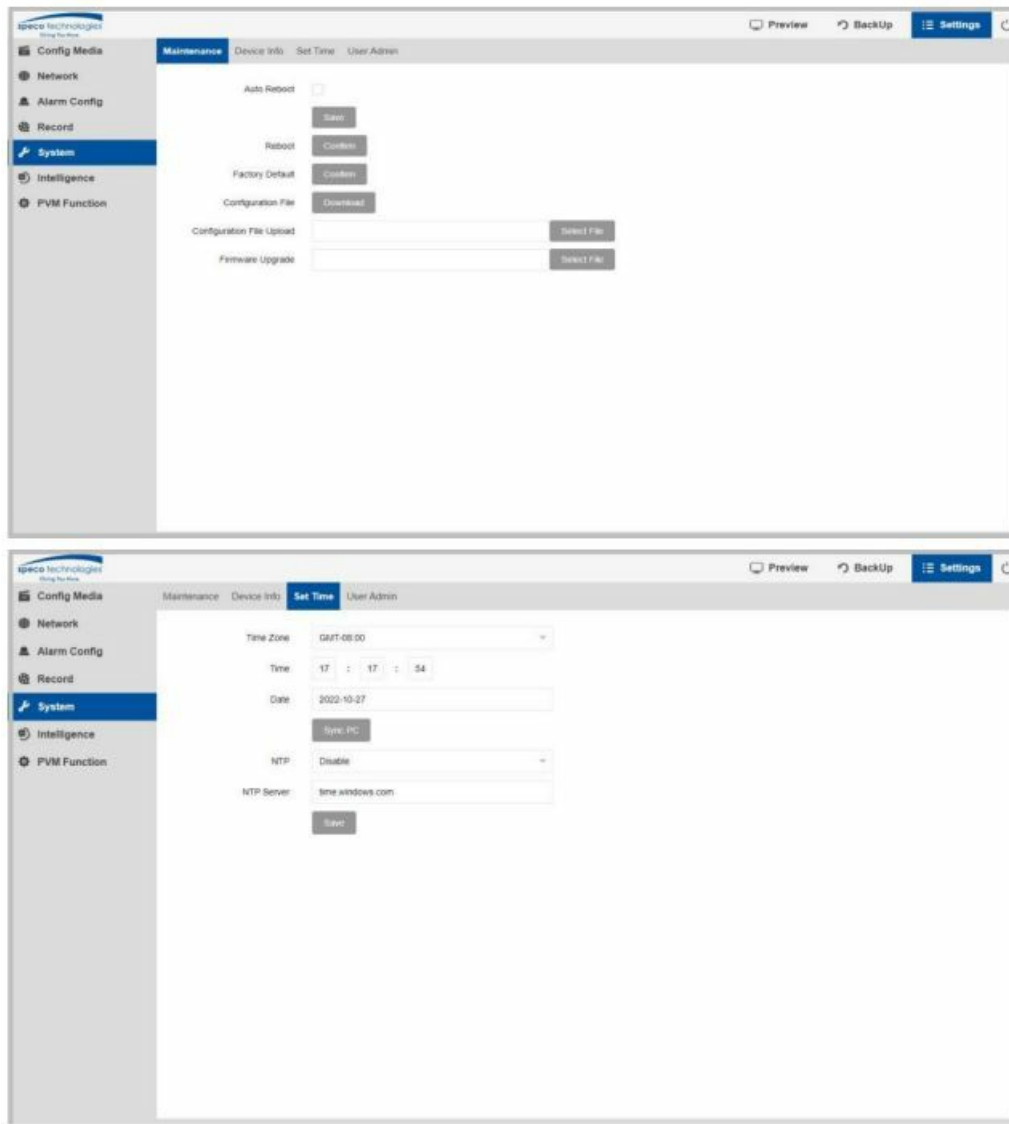 speco technologies
Preview BackUp Settings
Config Media
Maintenance Device Info Set Time User Admin
Network
Auto Reboot
Alarm Config
Save
Record
Reboot Confirm
System
Factory Default Confirm
Intelligence
Configuration File Download
PVM Function
Configuration File Upload Select File
Firmware Upgrade Select File
speco technologies
Preview BackUp Settings
Config Media
Maintenance Device Info Set Time User Admin
Network
Time Zone GMT-08:00
Alarm Config
Time 17 : 17 : 54
Record
Date 2022-10-27
System
Sync PC
Intelligence
NTP Disable
PVM Function
NTP Server time.windows.com
Save